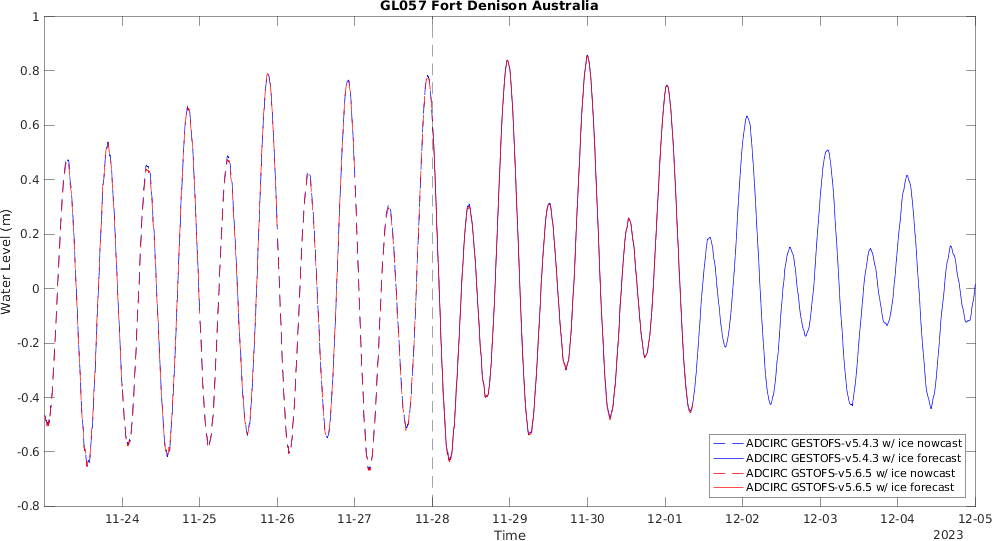 GL057 Fort Denison Australia
1
0.8
0.6
0.4
0.2
0
-0.2
-0.4
-0.6
-0.8
Water Level (m)
ADCIRC GESTOFS-v5.4.3 w/ ice nowcast
ADCIRC GESTOFS-v5.4.3 w/ ice forecast
ADCIRC GSTOFS-v5.6.5 w/ ice nowcast
ADCIRC GSTOFS-v5.6.5 w/ ice forecast
11-24 11-25 11-26 11-27 11-28 11-29 11-30 12-01 12-02 12-03 12-04 12-05
Time
2023